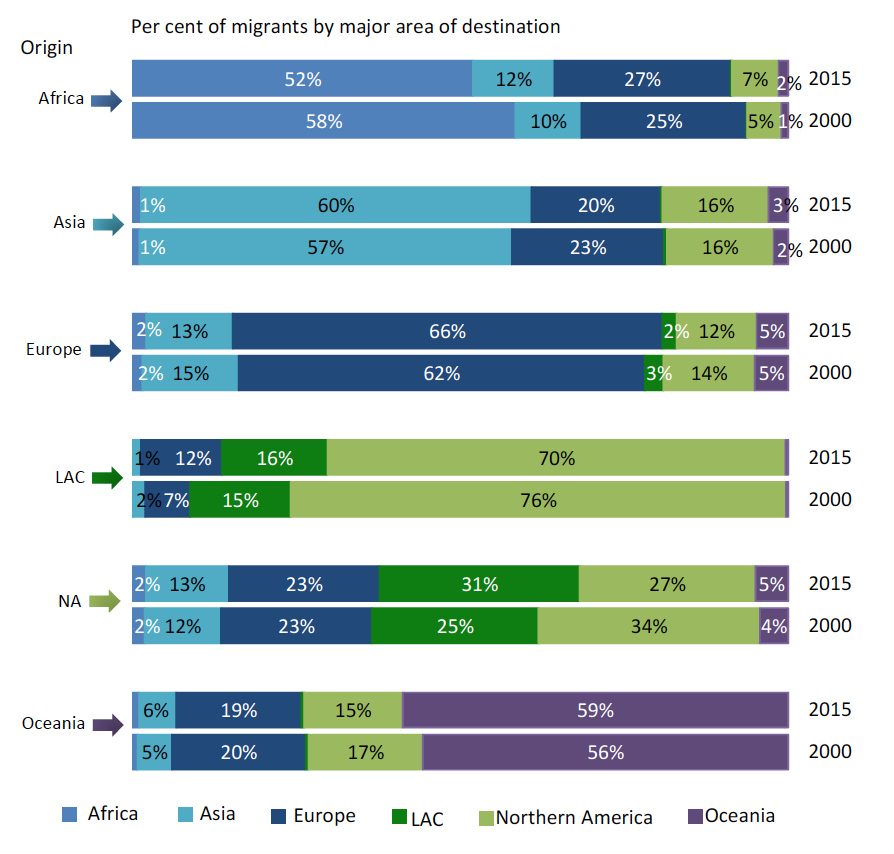 Per cent of migrants by major area of destination
Origin
52% 12% 27% 7% 2% 2015
Africa
58% 10% 25% 5% 1% 2000
1% 60% 20% 16% 3% 2015
Asia
1% 57% 23% 16% 2% 2000
2% 13% 66% 2% 12% 5% 2015
Europe
2% 15% 62% 3% 14% 5% 2000
1% 12% 16% 70% 2015
LAC
2% 7% 15% 76% 2000
2% 13% 23% 31% 27% 5% 2015
NA
2% 12% 23% 25% 34% 4% 2000
6% 19% 15% 59% 2015
Oceania
5% 20% 17% 56% 2000
Africa Asia Europe LAC Northern America Oceania